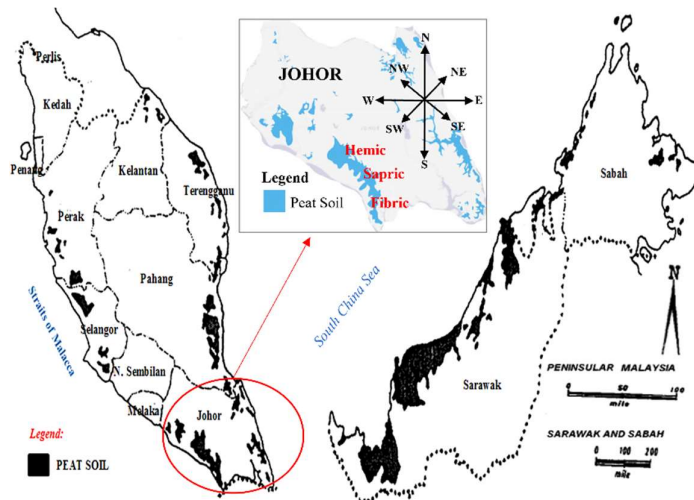 Perlis
Kedah
Penang
Kelantan
Terengganu
Perak
Pahang
Selangor
N. Sembilan
Melaka
Johor
Straits of Malacca
Legend:
PEAT SOIL
JOHOR
N
NW
NE
W
E
SW
SE
S
Hemic
Sapric
Fibric
Legend
Peat Soil
South China Sea
Sabah
Sarawak
N
PENINSULAR MALAYSIA
0 50 100
mile
SARAWAK AND SABAH
0 100 200
mile